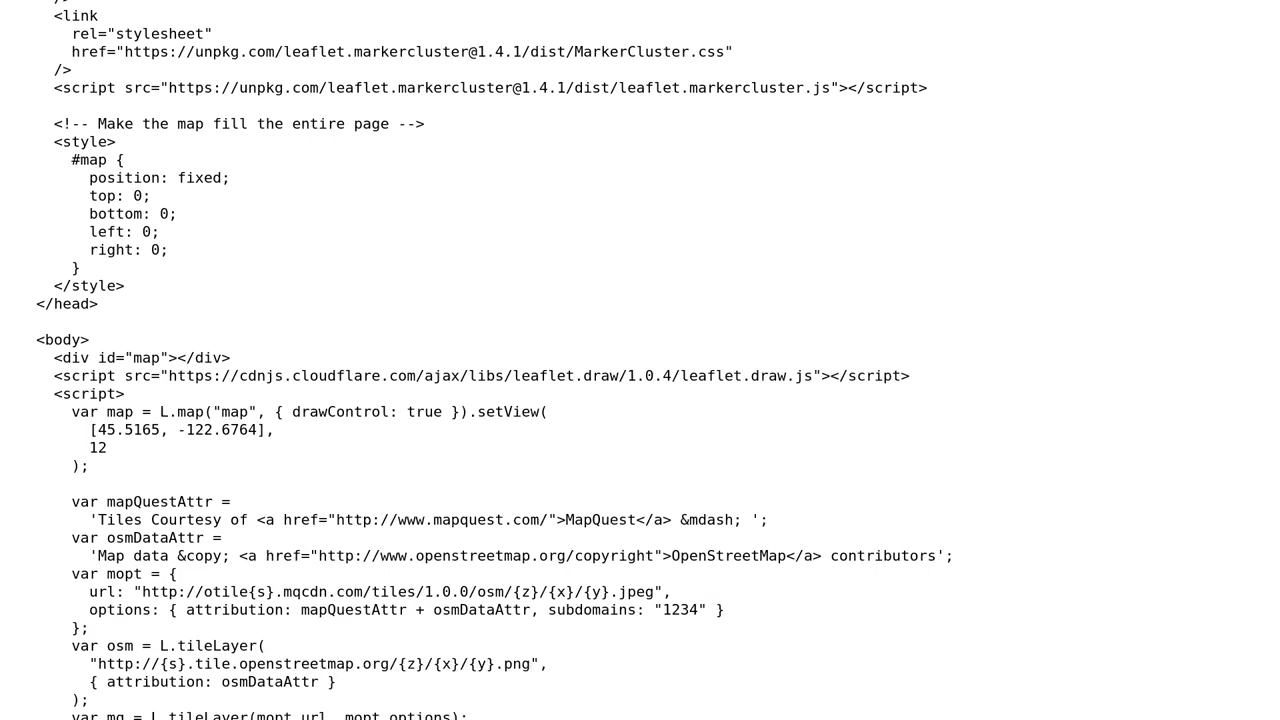 />
<link
rel="stylesheet"
href="https://unpkg.com/leaflet.markercluster@1.4.1/dist/MarkerCluster.css"
/>
<script src="https://unpkg.com/leaflet.markercluster@1.4.1/dist/leaflet.markercluster.js"></script>
<!-- Make the map fill the entire page -->
<style>
#map {
position: fixed;
top: 0;
bottom: 0;
left: 0;
right: 0;
}
</style>
</head>
<body>
<div id="map"></div>
<script src="https://cdnjs.cloudflare.com/ajax/libs/leaflet.draw/1.0.4/leaflet.draw.js"></script>
<script>
var map = L.map("map", { drawControl: true }).setView(
[45.5165, -122.6764],
12
);
var mapQuestAttr =
'Tiles Courtesy of <a href="http://www.mapquest.com/">MapQuest</a> &mdash; ';
var osmDataAttr =
'Map data &copy; <a href="http://www.openstreetmap.org/copyright">OpenStreetMap</a> contributors';
var mopt = {
url: "http://otile{s}.mqcdn.com/tiles/1.0.0/osm/{z}/{x}/{y}.jpeg",
options: { attribution: mapQuestAttr + osmDataAttr, subdomains: "1234" }
};
var osm = L.tileLayer(
"http://{s}.tile.openstreetmap.org/{z}/{x}/{y}.png",
{ attribution: osmDataAttr }
);
var mq = L.tileLayer(mopt.url, mopt.options);